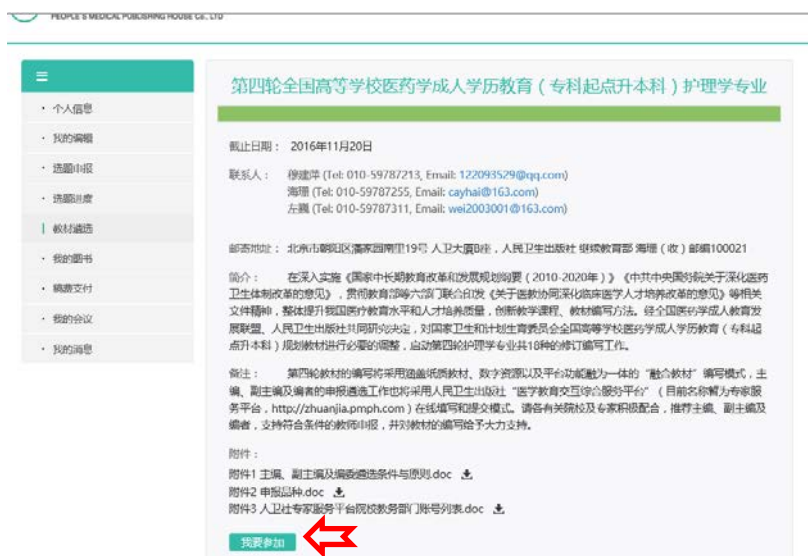 PEOPLE'S MEDICAL PUBLISHING HOUSE CO., LTD
第四轮全国高等学校医药学成人学历教育（专科起点升本科）护理学专业
· 个人信息
· 我的编辑
· 选题申报
· 选题进度
教材遴选
· 我的图书
· 稿费支付
· 我的会议
· 我的消息
截止日期： 2016年11月20日
联系人： 穆建萍 (Tel: 010-59787213, Email: 122093529@qq.com)
海珊 (Tel: 010-59787255, Email: cayhai@163.com)
左巍 (Tel: 010-59787311, Email: wei2003001@163.com)
邮寄地址： 北京市朝阳区潘家园南里19号 人卫大厦B座，人民卫生出版社 继续教育部 海珊（收）邮编100021
简介： 在深入实施《国家中长期教育改革和发展规划纲要（2010-2020年）》《中共中央国务院关于深化医药
卫生体制改革的意见》，贯彻教育部等六部门联合印发《关于医教协同深化临床医学人才培养改革的意见》等相关
文件精神，整体提升我国医疗教育水平和人才培养质量，创新教学课程、教材编写方法。经全国医药学成人教育发
展联盟、人民卫生出版社共同研究决定，对国家卫生和计划生育委员会全国高等学校医药学成人学历教育（专科起
点升本科）规划教材进行必要的调整，启动第四轮护理学专业共18种的修订编写工作。
备注： 第四轮教材的编写将采用涵盖纸质教材、数字资源以及平台功能融为一体的“融合教材”编写模式，主
编、副主编及编者的申报遴选工作也将采用人民卫生出版社“医学教育交互综合服务平台”（目前名称暂为专家服
务平台，http://zhuanjia.pmph.com）在线填写和提交模式。请各有关院校及专家积极配合，推荐主编、副主编及
编者，支持符合条件的教师申报，并对教材的编写给予大力支持。
附件：
附件1 主编、副主编及编委遴选条件与原则.doc
附件2 申报品种.doc
附件3 人卫社专家服务平台院校教务部门账号列表.doc
我要参加